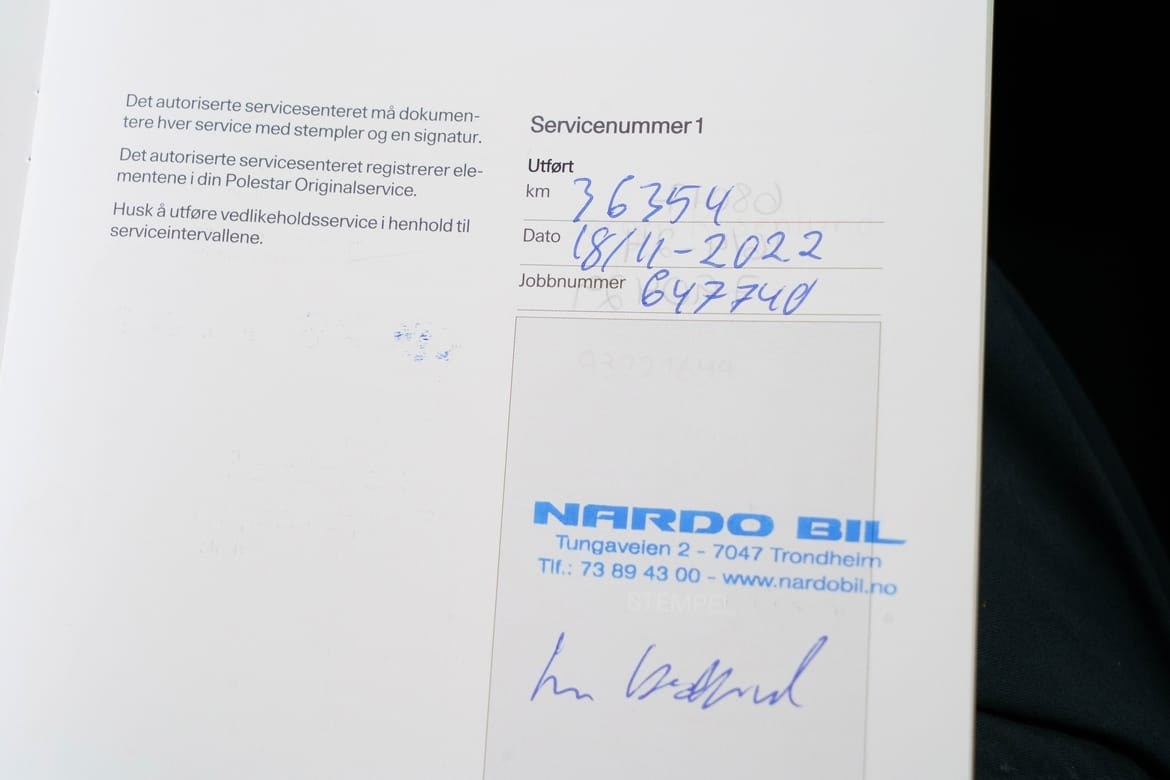 Det autoriserte servicesenteret må dokumen-
tere hver service med stempler og en signatur.
Det autoriserte servicesenteret registrerer ele-
mentene i din Polestar Originalservice.
Husk å utføre vedlikeholdsservice i henhold til
serviceintervallene.
Servicenummer 1
Utført
km 36354
Dato 18/11-2022
Jobbnummer 647740
NARDO BIL
Tungaveien 2 - 7047 Trondheim
Tlf.: 73 89 43 00 - www.nardobil.no
STEMPEL